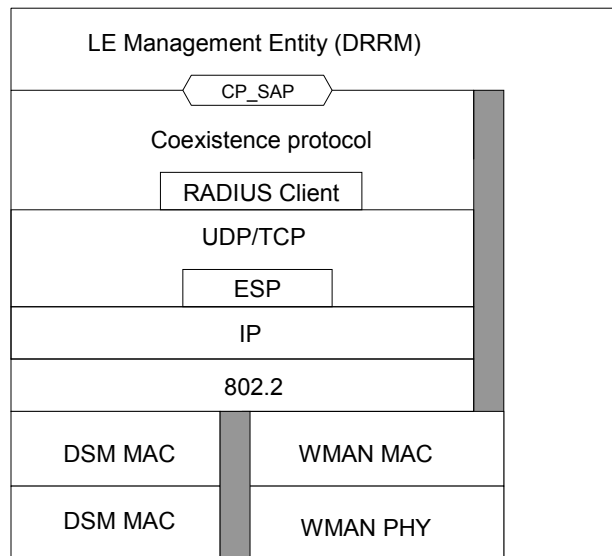 LE Management Entity (DRRM)
CP_SAP
Coexistence protocol
RADIUS Client
UDP/TCP
ESP
IP
802.2
DSM MAC
WMAN MAC
DSM MAC
WMAN PHY